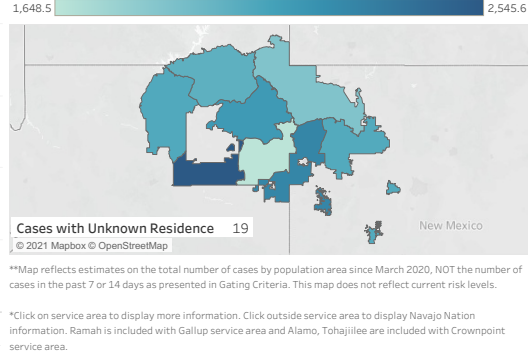 1,648.5 2,545.6
New Mexico
Cases with Unknown Residence 19
© 2021 Mapbox © OpenStreetMap
**Map reflects estimates on the total number of cases by population area since March 2020, NOT the number of
cases in the past 7 or 14 days as presented in Gating Criteria. This map does not reflect current risk levels.
*Click on service area to display more information. Click outside service area to display Navajo Nation
information. Ramah is included with Gallup service area and Alamo, Tohajiilee are included with Crownpoint
service area.